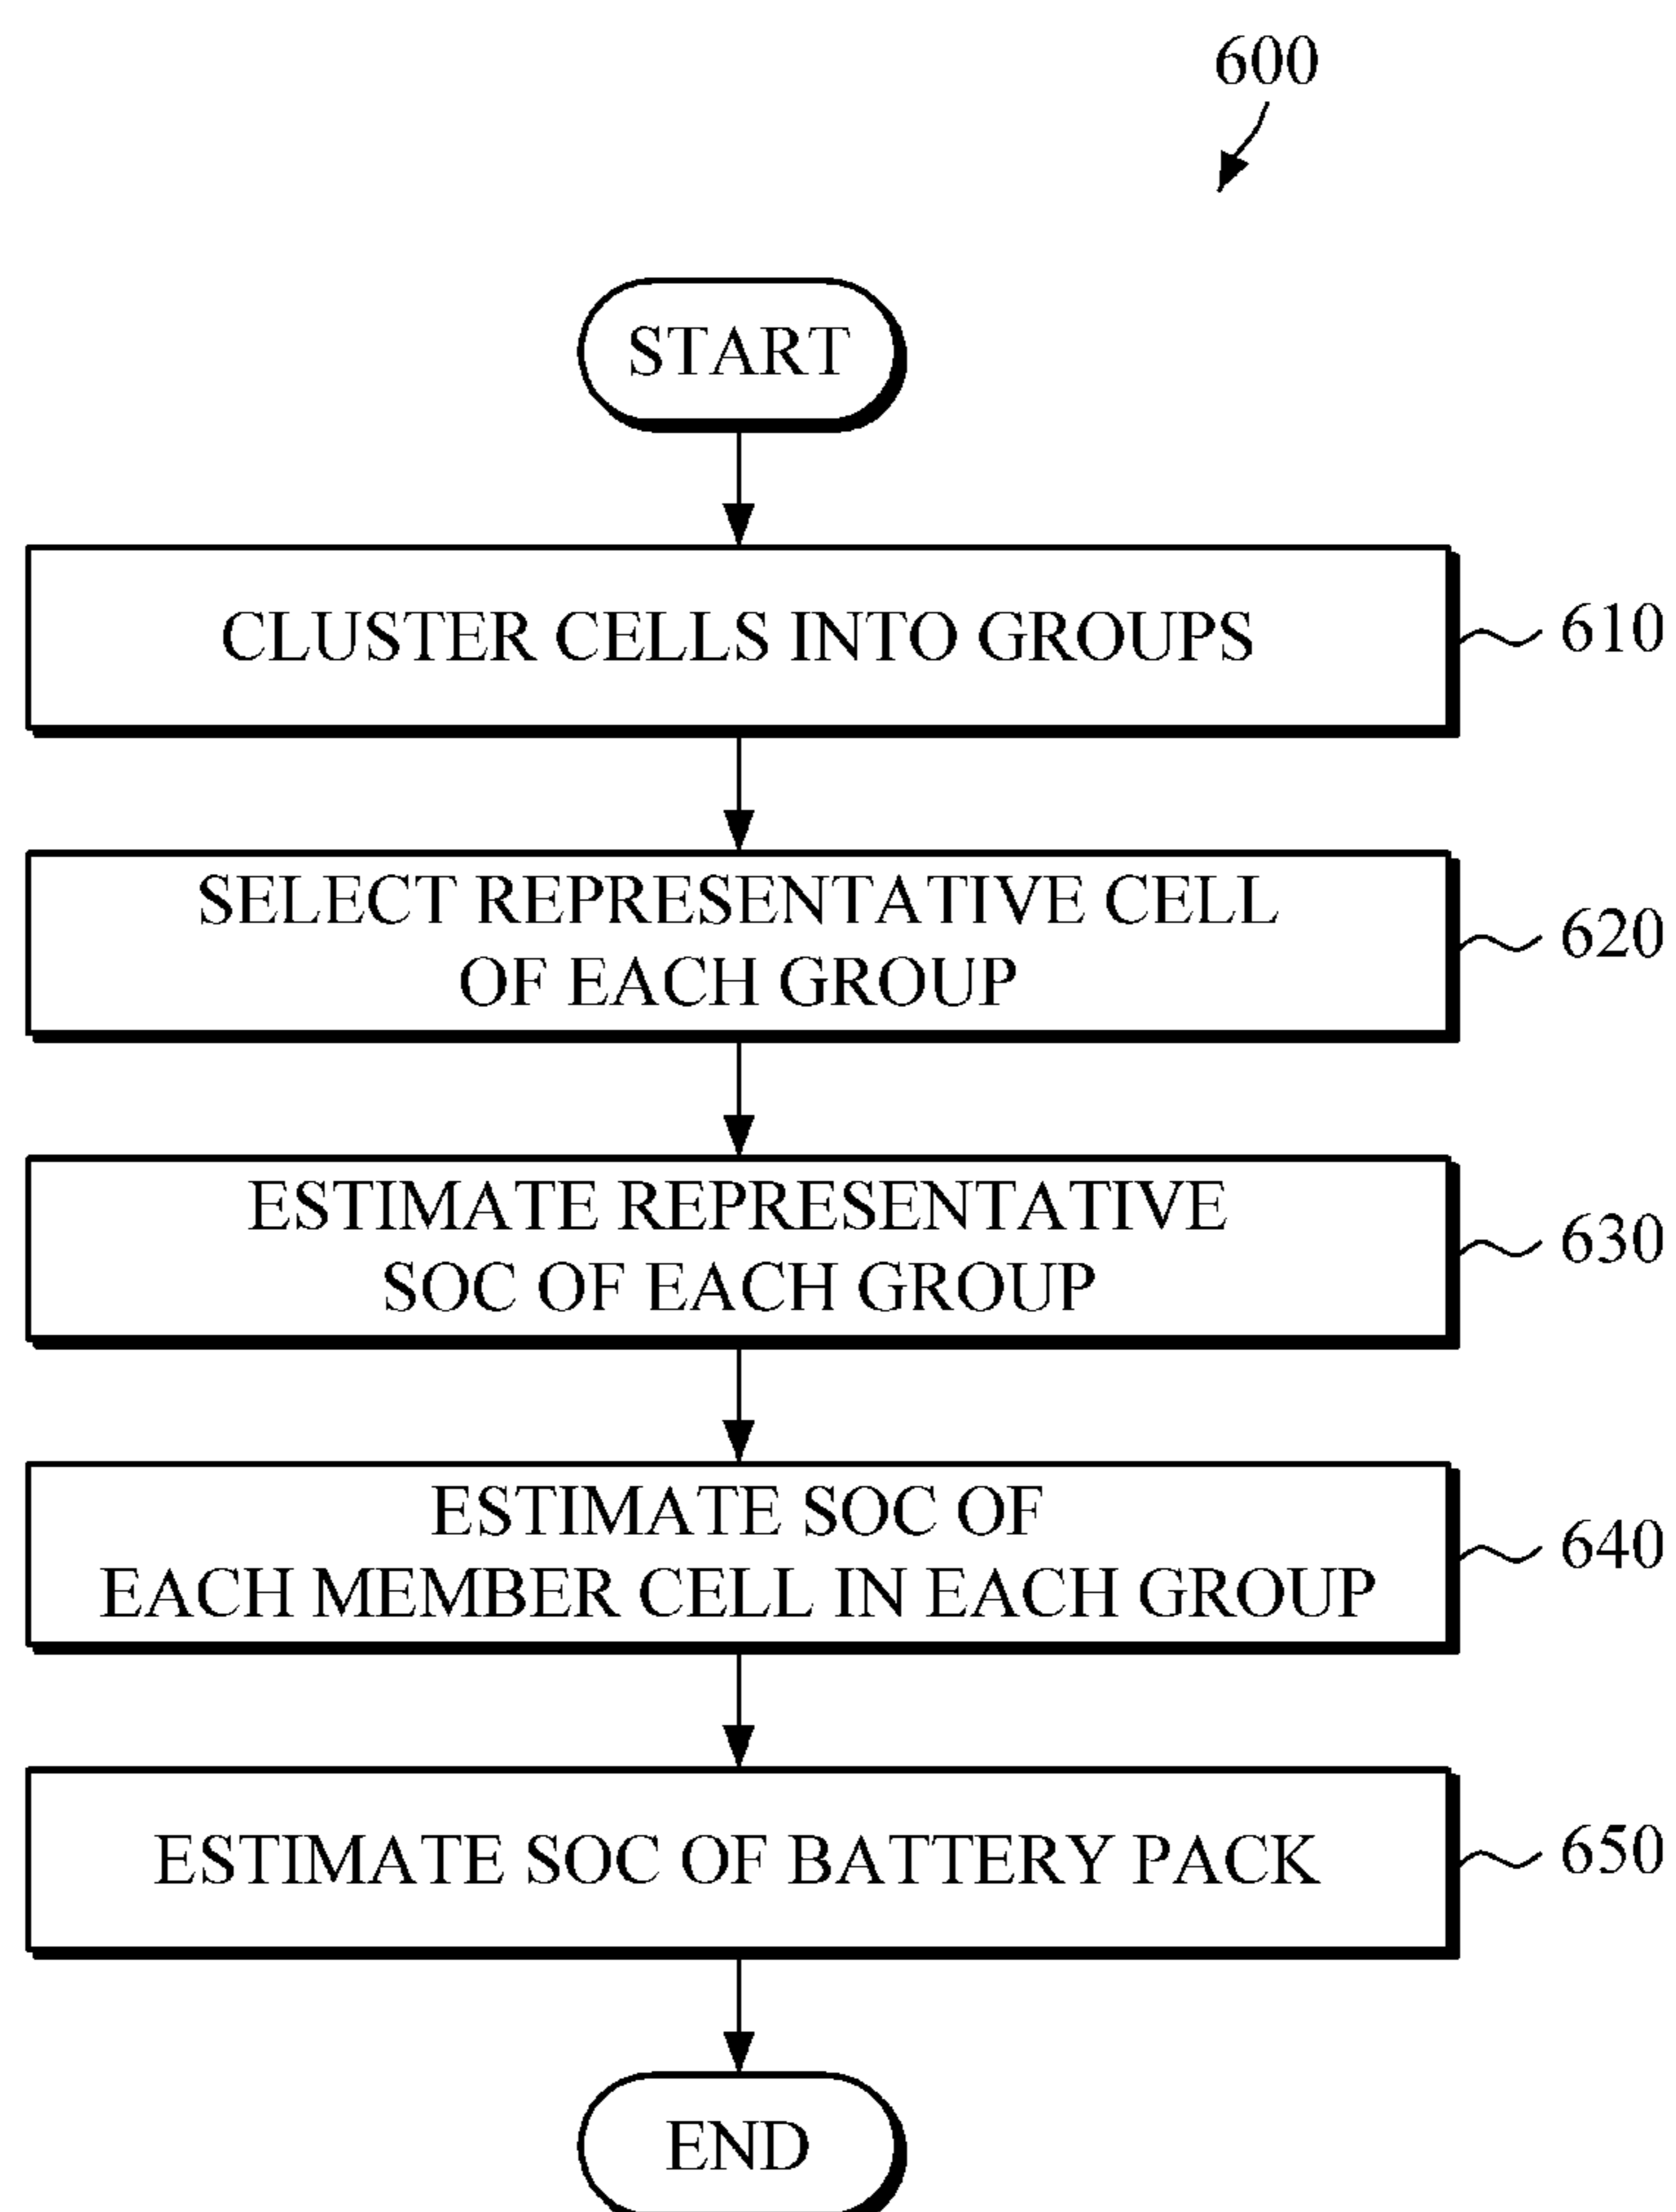 600
START
CLUSTER CELLS INTO GROUPS
610
SELECT REPRESENTATIVE CELL
OF EACH GROUP
620
ESTIMATE REPRESENTATIVE
SOC OF EACH GROUP
630
ESTIMATE SOC OF
EACH MEMBER CELL IN EACH GROUP
640
ESTIMATE SOC OF BATTERY PACK
650
END